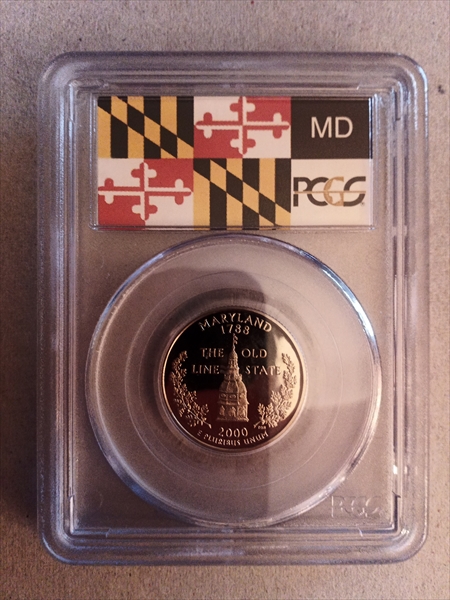 MD
PCGS
MARYLAND
1788
THE OLD
LINE STATE
2000
E PLURIBUS UNUM
PCGS